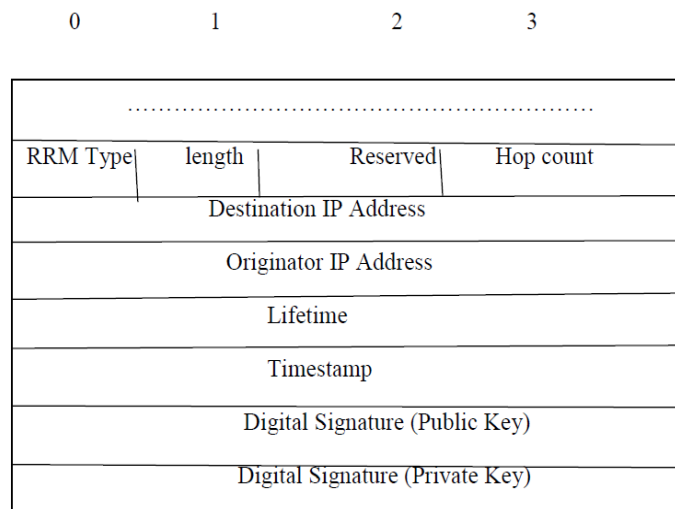 0 1 2 3
………………………………………………………
RRM Type length Reserved Hop count
Destination IP Address
Originator IP Address
Lifetime
Timestamp
Digital Signature (Public Key)
Digital Signature (Private Key)